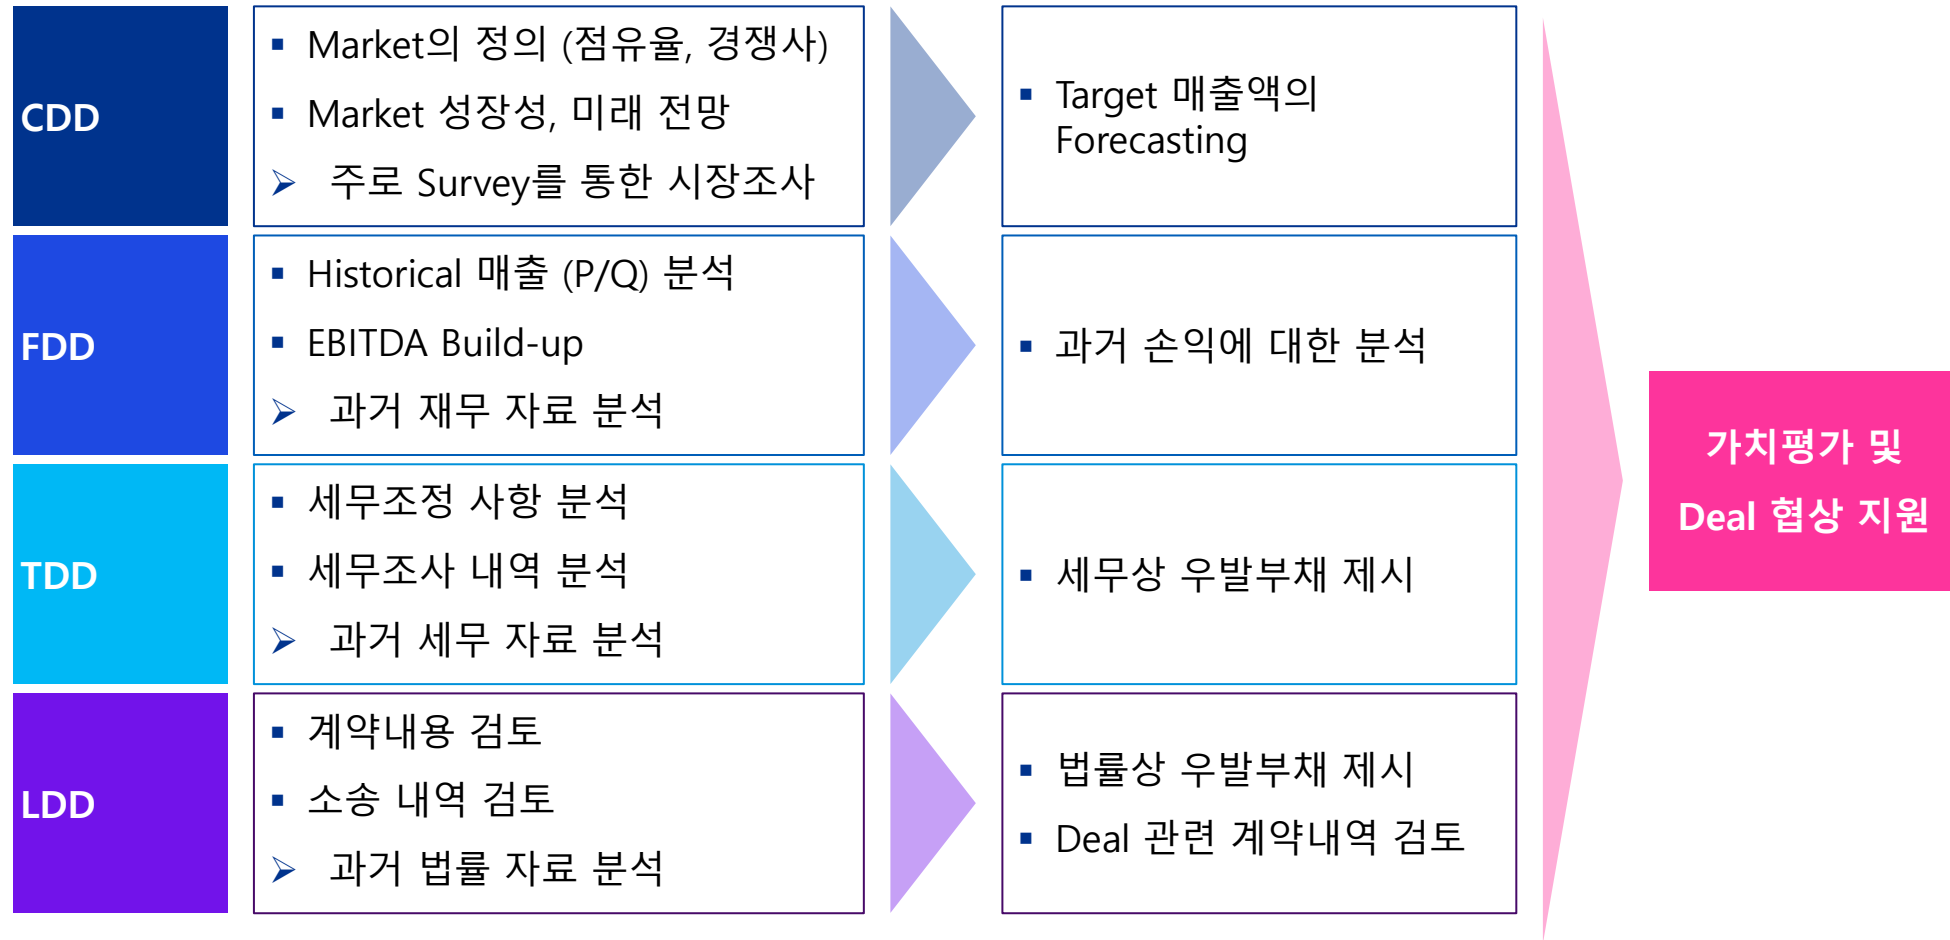 CDD
▪ Market의 정의 (점유율, 경쟁사)
▪ Market 성장성, 미래 전망
➢ 주로 Survey를 통한 시장조사
▪ Target 매출액의
Forecasting
FDD
▪ Historical 매출 (P/Q) 분석
▪ EBITDA Build-up
➢ 과거 재무 자료 분석
▪ 과거 손익에 대한 분석
TDD
▪ 세무조정 사항 분석
▪ 세무조사 내역 분석
➢ 과거 세무 자료 분석
▪ 세무상 우발부채 제시
LDD
▪ 계약내용 검토
▪ 소송 내역 검토
➢ 과거 법률 자료 분석
▪ 법률상 우발부채 제시
▪ Deal 관련 계약내역 검토
가치평가 및
Deal 협상 지원